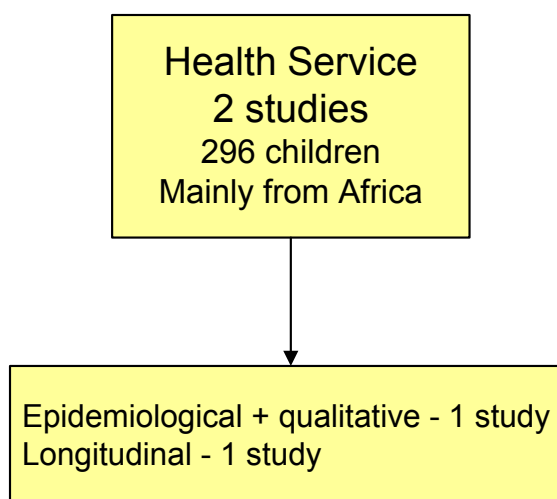 Health Service
2 studies
296 children
Mainly from Africa
Epidemiological + qualitative - 1 study
Longitudinal - 1 study